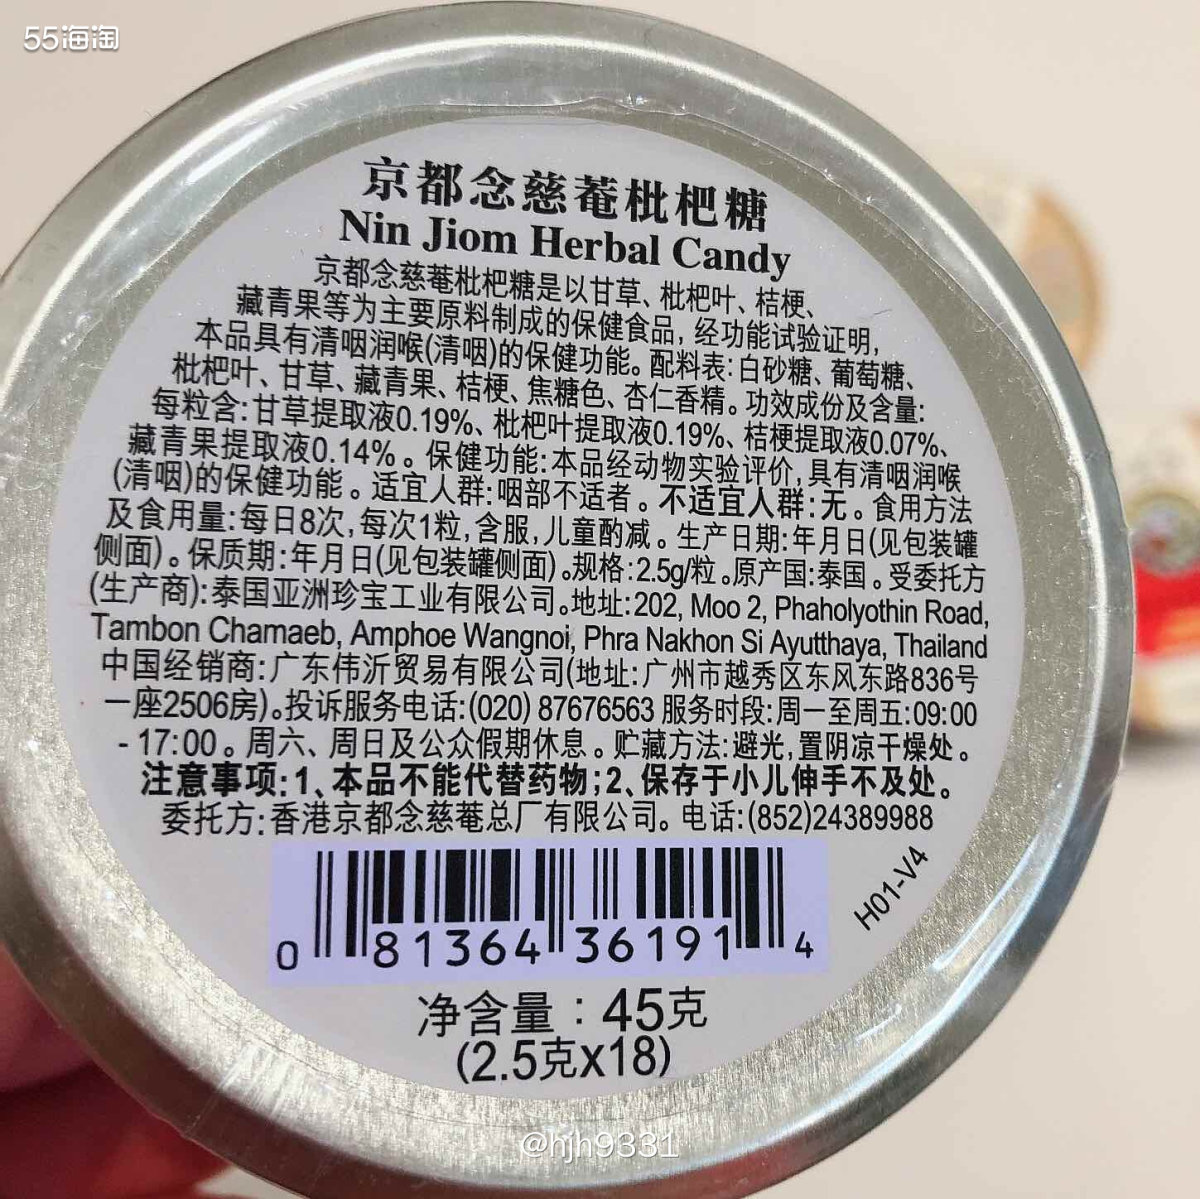 55海淘
京都念慈菴枇杷糖
Nin Jiom Herbal Candy
京都念慈菴枇杷糖是以甘草、枇杷叶、桔梗、
藏青果等为主要原料制成的保健食品,经功能试验证明,
本品具有清咽润喉(清咽)的保健功能。配料表:白砂糖、葡萄糖、
枇杷叶、甘草、藏青果、桔梗、焦糖色、杏仁香精。功效成份及含量:
每粒含:甘草提取液0.19%、枇杷叶提取液0.19%、桔梗提取液0.07%、
藏青果提取液0.14%。保健功能:本品经动物实验评价,具有清咽润喉
(清咽)的保健功能。适宜人群:咽部不适者。不适宜人群:无。食用方法
及食用量:每日8次,每次1粒,含服,儿童酌减。生产日期:年月日(见包装罐
侧面)。保质期:年月日(见包装罐侧面)。规格:2.5g/粒。原产国:泰国。受委托方
(生产商):泰国亚洲珍宝工业有限公司。地址:202, Moo 2, Phaholyothin Road,
Tambon Chamaeb, Amphoe Wangnoi, Phra Nakhon Si Ayutthaya, Thailand
中国经销商:广东伟沂贸易有限公司(地址:广州市越秀区东风东路836号
一座2506房)。投诉服务电话:(020) 87676563 服务时段:周一至周五:09:00
- 17:00。周六、周日及公众假期休息。贮藏方法:避光,置阴凉干燥处。
注意事项:1、本品不能代替药物;2、保存于小儿伸手不及处。
委托方:香港京都念慈菴总厂有限公司。电话:(852)24389988
H01-V4
0 81364 36191 4
净含量:45克
(2.5克x18)
@hjh9331